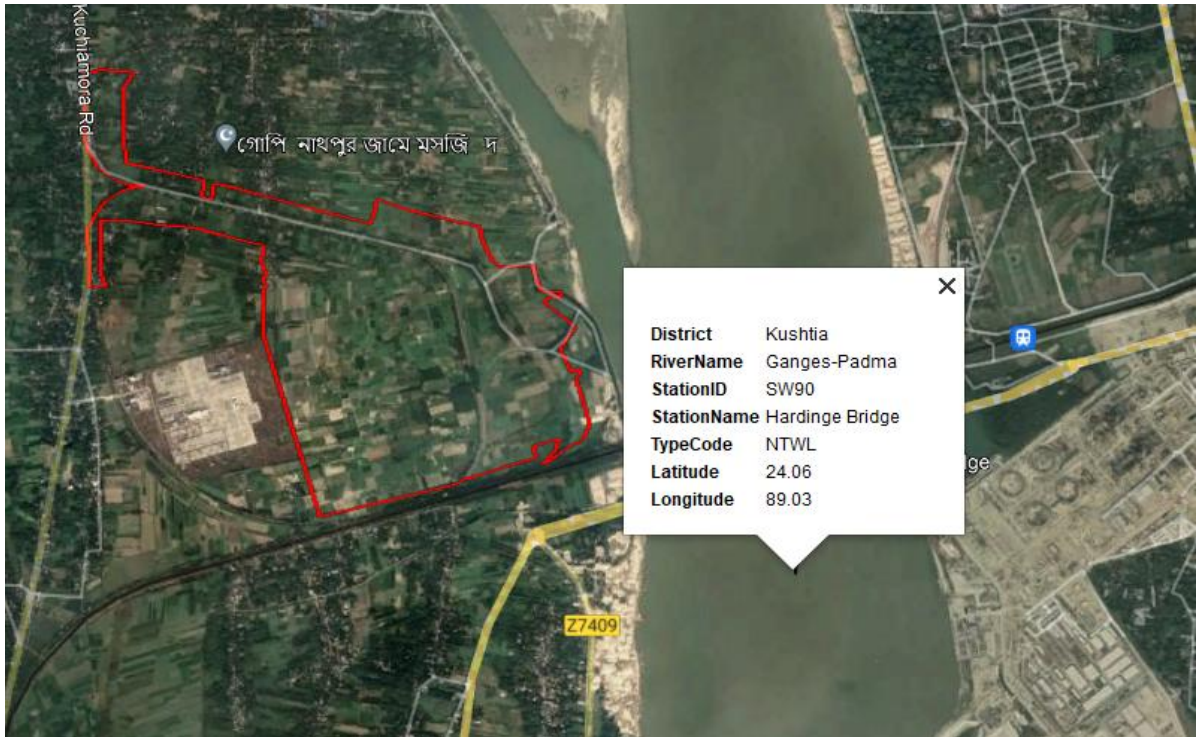 Kuchiamora Rd
গোপি নাথপুর জামে মসজি দ
District Kushtia
RiverName Ganges-Padma
StationID SW90
StationName Hardinge Bridge
TypeCode NTWL
Latitude 24.06
Longitude 89.03
ge
Z7409